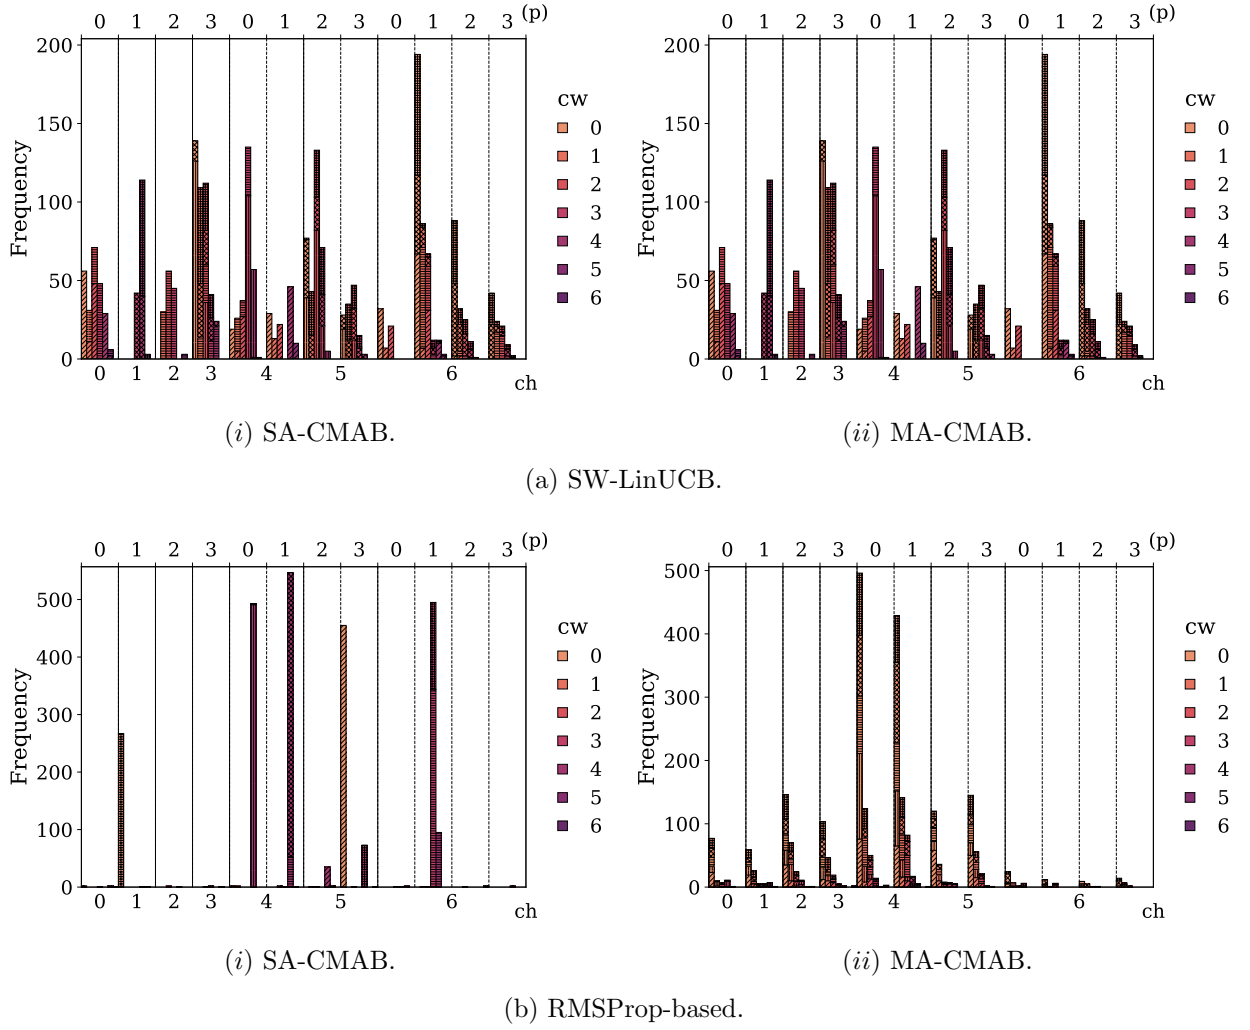 0 1 2 3 0 1 2 3 0 1 2 3 (p)
200
150
100
50
0
Frequency
0 1 2 3 4 5 6 ch
cw
0
1
2
3
4
5
6
(i) SA-CMAB.
0 1 2 3 0 1 2 3 0 1 2 3 (p)
200
150
100
50
0
Frequency
0 1 2 3 4 5 6 ch
cw
0
1
2
3
4
5
6
(ii) MA-CMAB.
(a) SW-LinUCB.
0 1 2 3 0 1 2 3 0 1 2 3 (p)
500
400
300
200
100
0
Frequency
0 1 2 3 4 5 6 ch
cw
0
1
2
3
4
5
6
(i) SA-CMAB.
0 1 2 3 0 1 2 3 0 1 2 3 (p)
500
400
300
200
100
0
Frequency
0 1 2 3 4 5 6 ch
cw
0
1
2
3
4
5
6
(ii) MA-CMAB.
(b) RMSProp-based.